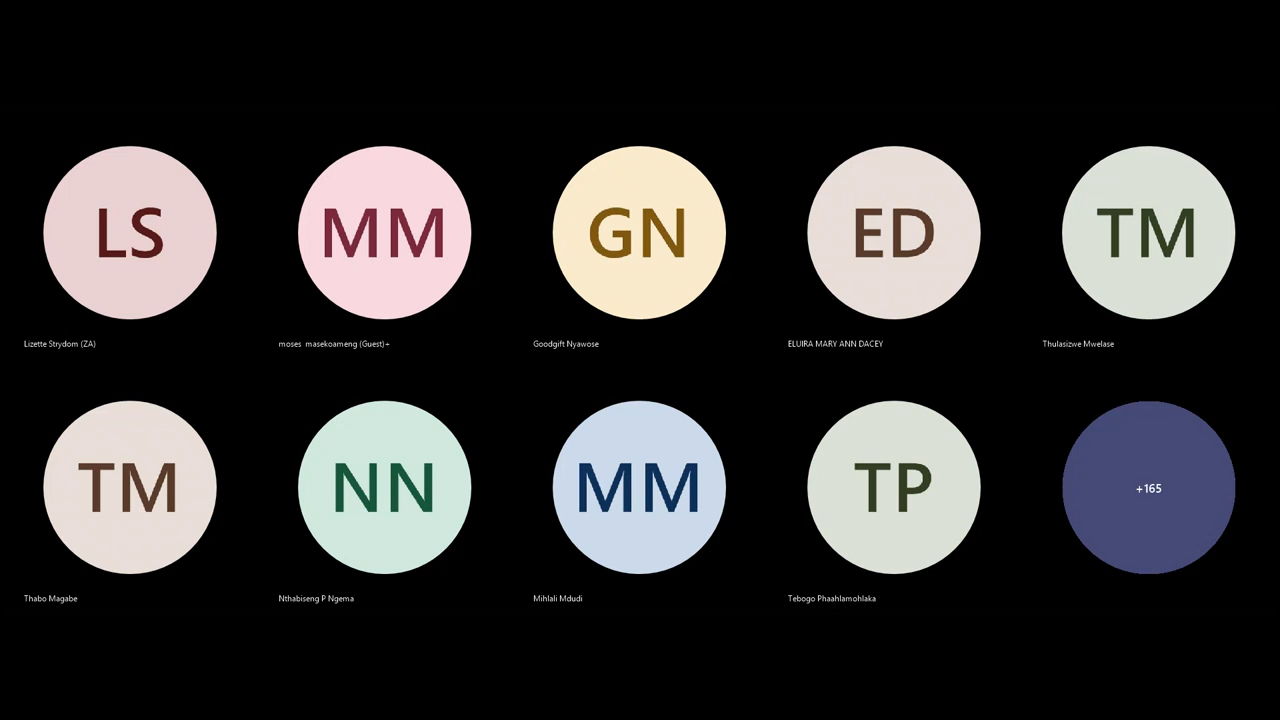 LS
MM
GN
ED
TM
Lizette Strydom (ZA)
moses masekoameng (Guest)+
Goodgift Nyawose
ELUIRA MARY ANN DACEY
Thulasizwe Mwelase
TM
NN
MM
TP
+165
Thabo Magabe
Nthabiseng P Ngema
Mihlali Mdudi
Tebogo Phaahlamohlaka